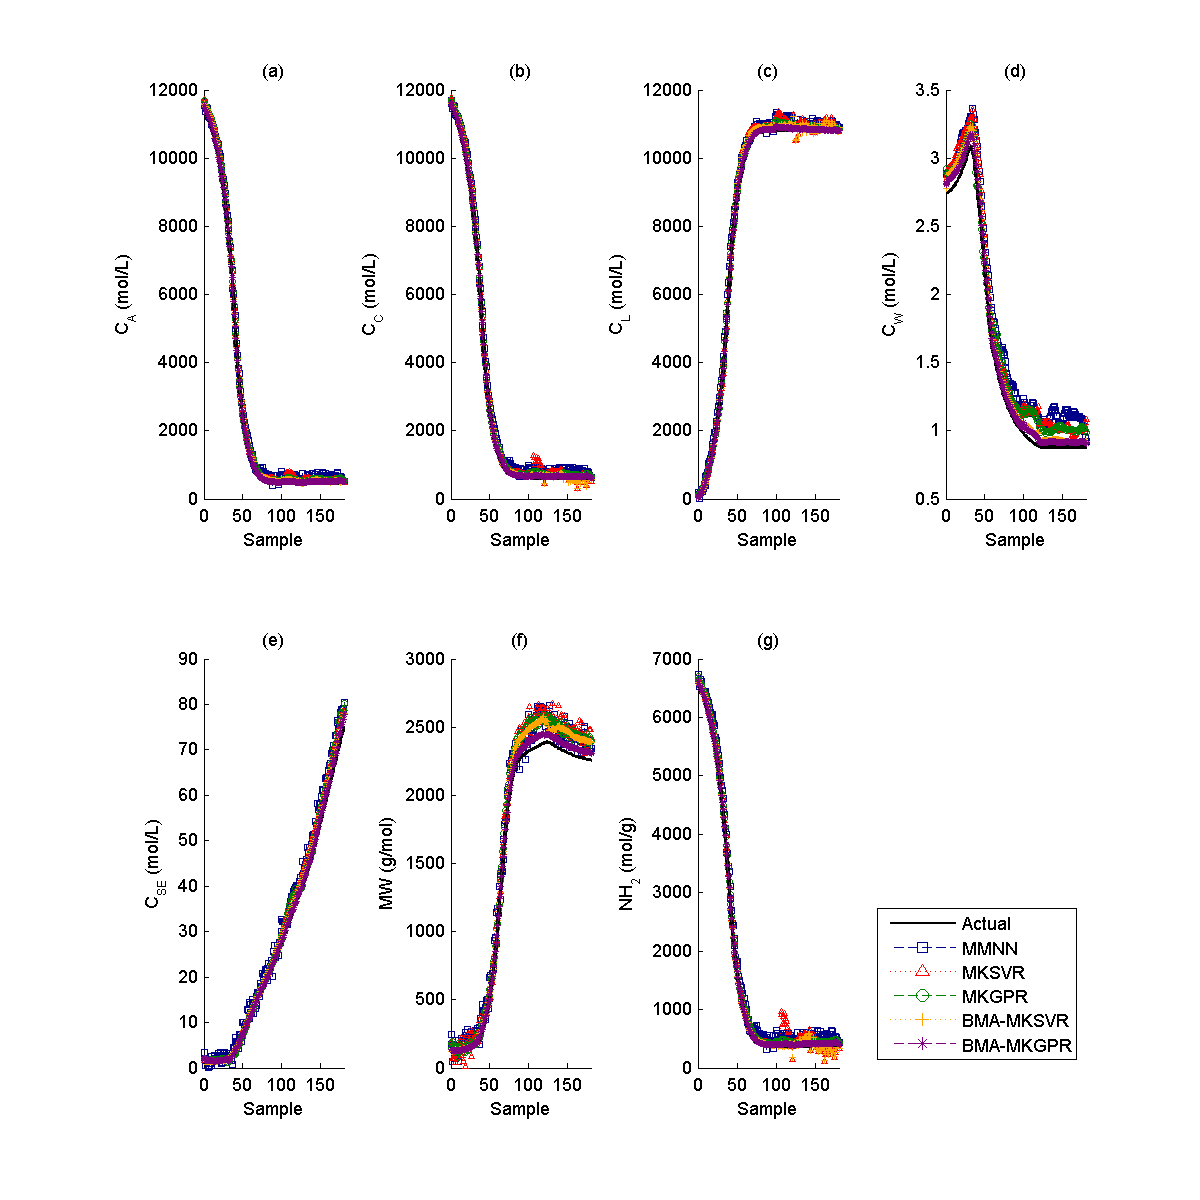 (a) (b) (c) (d)
12000 12000 12000 3.5
10000 10000 10000 3
8000 8000 8000 2.5
6000 6000 6000 2
4000 4000 4000 1.5
2000 2000 2000 1
0 0 0 0.5
C_A (mol/L) C_C (mol/L) C_L (mol/L) C_W (mol/L)
0 50 100 150 0 50 100 150 0 50 100 150 0 50 100 150
Sample Sample Sample Sample
(e) (f) (g)
90 3000 7000
80 2500 6000
70 2000 5000
60 1500 4000
50 1000 3000
40 500 2000
30 0 1000
20 0
10
0
C_SE (mol/L) MW (g/mol) NH_2 (mol/g)
0 50 100 150 0 50 100 150 0 50 100 150
Sample Sample Sample
Actual
MMNN
MKSVR
MKGPR
BMA-MKSVR
BMA-MKGPR